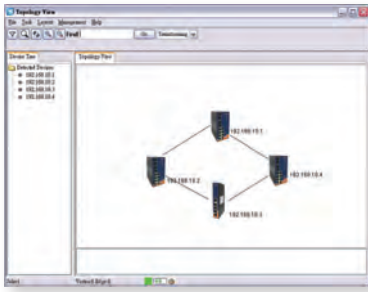 Topology View
File Task Layout Management Help
Find
Go Transforming
Device Tree
Topology View
Detected Devices
192.168.10.1
192.168.10.2
192.168.10.3
192.168.10.4
192.168.10.1
192.168.10.2
192.168.10.4
192.168.10.3